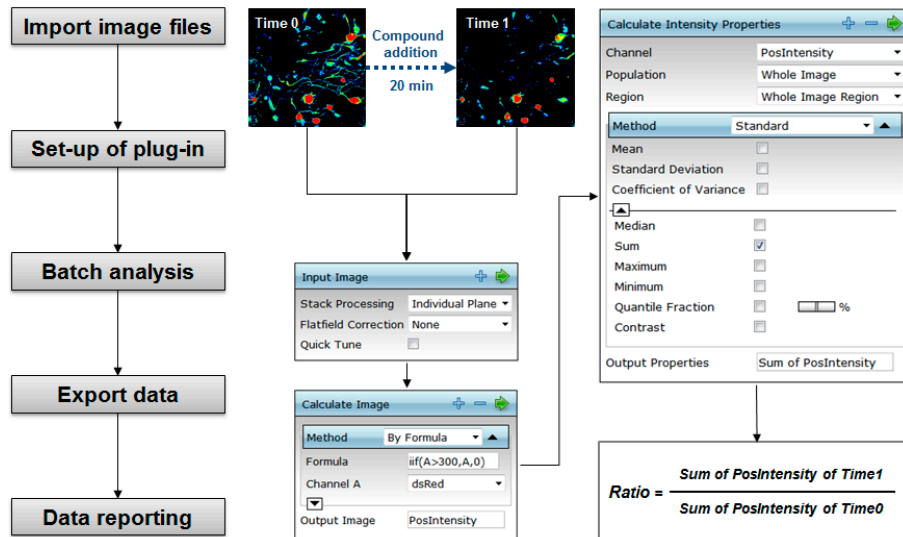 Import image files
Set-up of plug-in
Batch analysis
Export data
Data reporting
Time 0
Compound
addition
20 min
Time 1
Input Image
Stack Processing Individual Plane
Flatfield Correction None
Quick Tune
Calculate Image
Method By Formula
Formula iif(A>300,A,0)
Channel A dsRed
Output Image PosIntensity
Calculate Intensity Properties
Channel PosIntensity
Population Whole Image
Region Whole Image Region
Method Standard
Mean
Standard Deviation
Coefficient of Variance
Median
Sum
Maximum
Minimum
Quantile Fraction %
Contrast
Output Properties Sum of PosIntensity
Sum of PosIntensity of Time1
Ratio =
Sum of PosIntensity of Time0